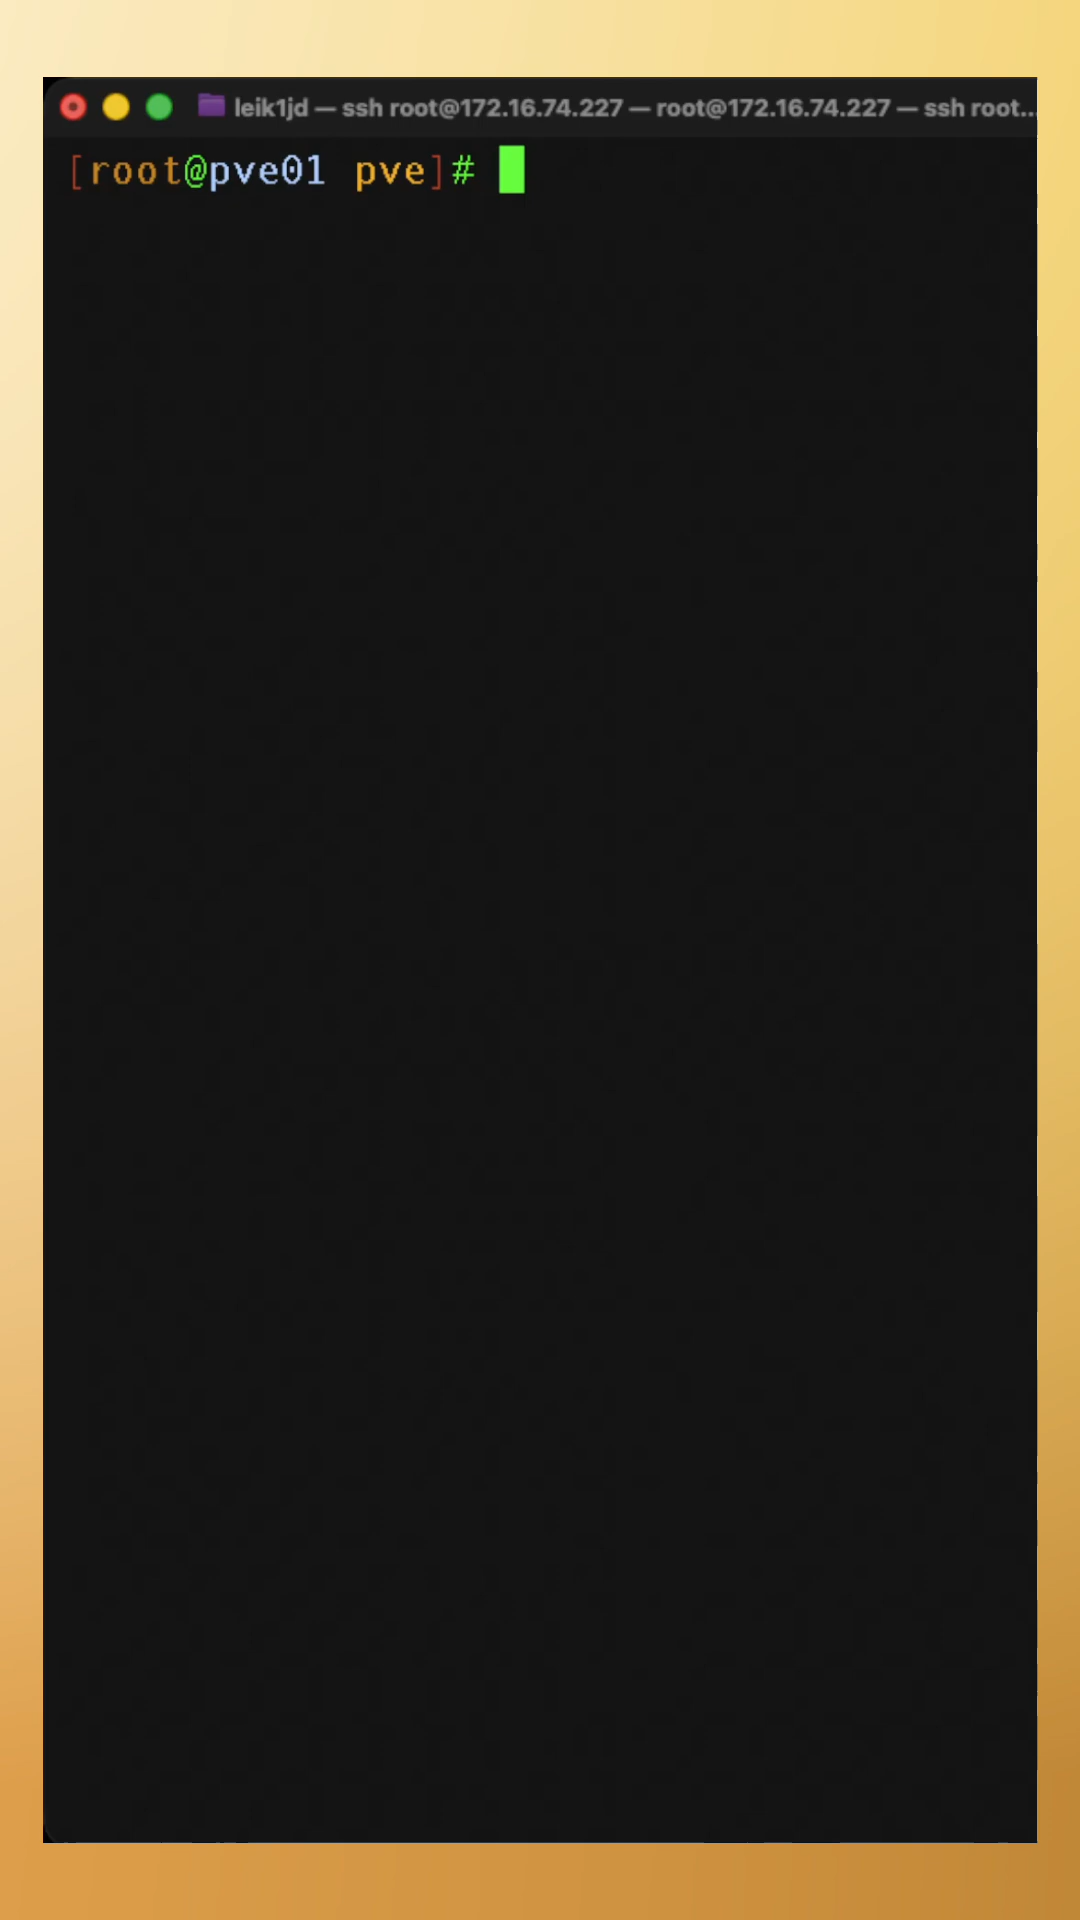 leik1jd — ssh root@172.16.74.227 — root@172.16.74.227 — ssh root...
[root@pve01 pve]#